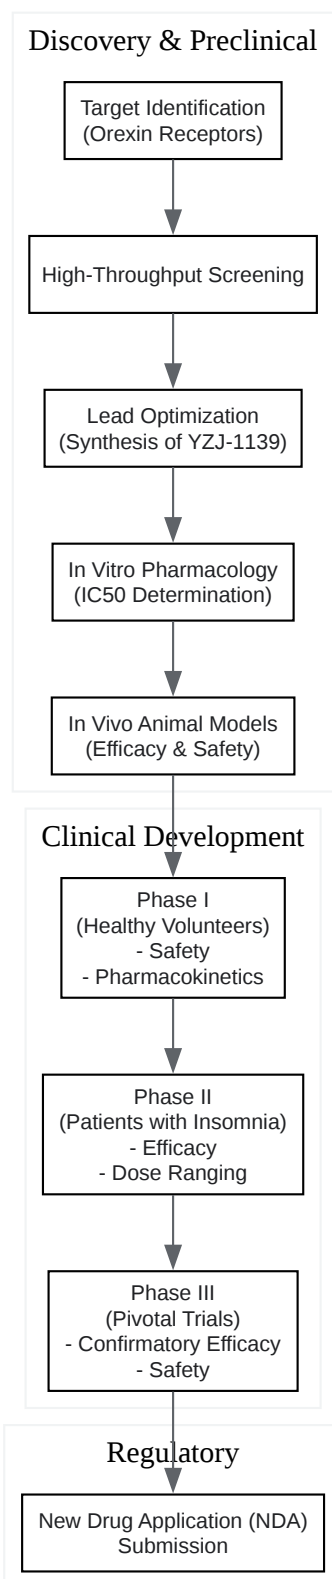 Discovery & Preclinical
Target Identification
(Orexin Receptors)
High-Throughput Screening
Lead Optimization
(Synthesis of YZJ-1139)
In Vitro Pharmacology
(IC50 Determination)
In Vivo Animal Models
(Efficacy & Safety)
Clinical Development
Phase I
(Healthy Volunteers)
- Safety
- Pharmacokinetics
Phase II
(Patients with Insomnia)
- Efficacy
- Dose Ranging
Phase III
(Pivotal Trials)
- Confirmatory Efficacy
- Safety
Regulatory
New Drug Application (NDA)
Submission